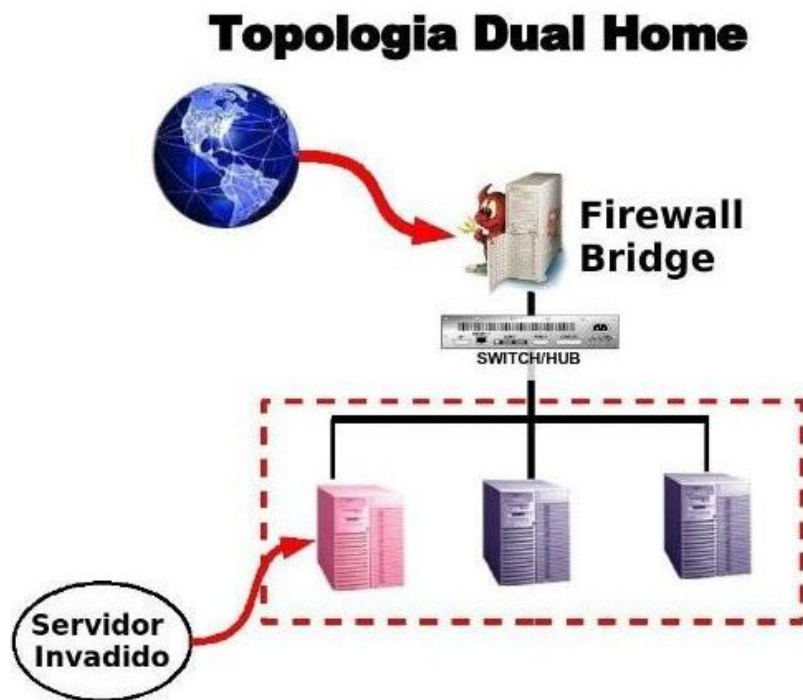 Topologia Dual Home
Firewall
Bridge
SWITCH/HUB
Servidor
Invadido